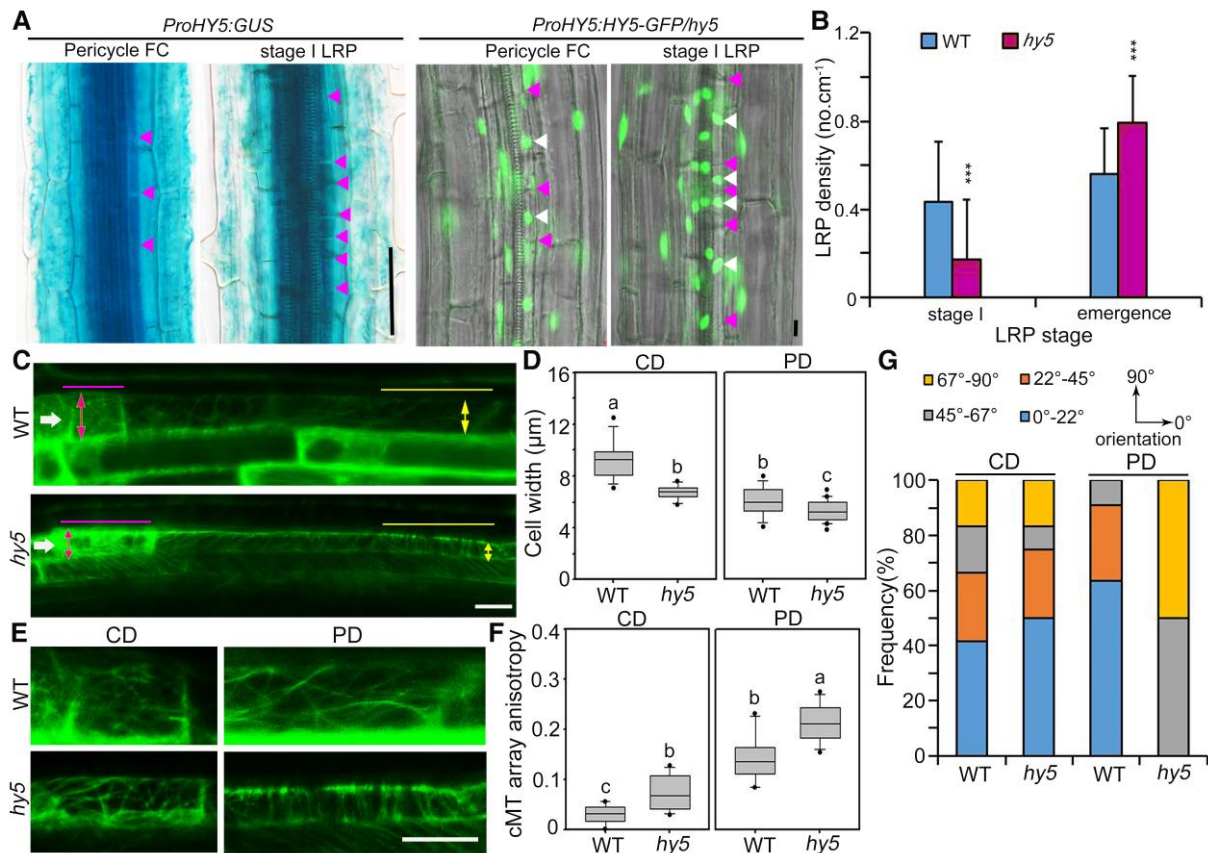 A
ProHY5:GUS
ProHY5:HY5-GFP/hy5
Pericycle FC
stage I LRP
Pericycle FC
stage I LRP
B
WT
hy5
LRP density (no.cm⁻¹)
1.2
0.8
0.4
0
***
***
stage I
emergence
LRP stage
C
WT
hy5
D
CD
PD
Cell width (μm)
16
12
8
4
0
a
b
b
c
WT
hy5
WT
hy5
E
CD
PD
WT
hy5
F
CD
PD
cMT array anisotropy
0.4
0.3
0.2
0.1
0
c
b
b
a
WT
hy5
WT
hy5
G
67°-90°
22°-45°
45°-67°
0°-22°
90°
0°
orientation
CD
PD
Frequency(%)
100
80
60
40
20
0
WT
hy5
WT
hy5